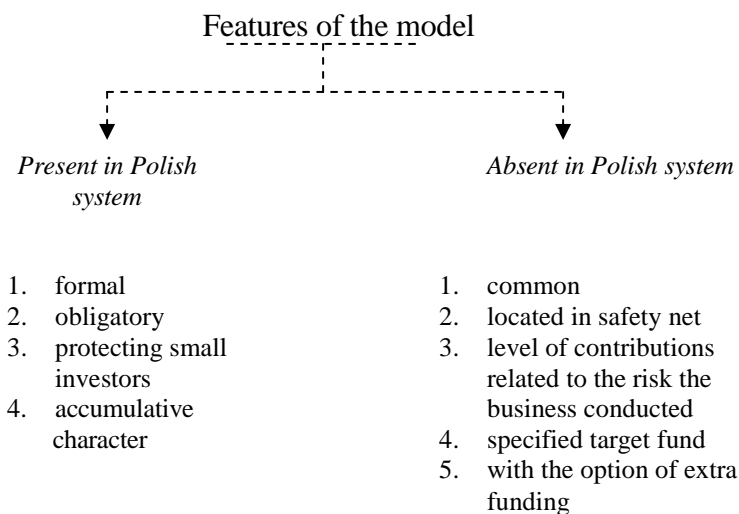 Features of the model
Present in Polish
system
Absent in Polish system
1. formal
2. obligatory
3. protecting small
investors
4. accumulative
character
1. common
2. located in safety net
3. level of contributions
related to the risk the
business conducted
4. specified target fund
5. with the option of extra
funding